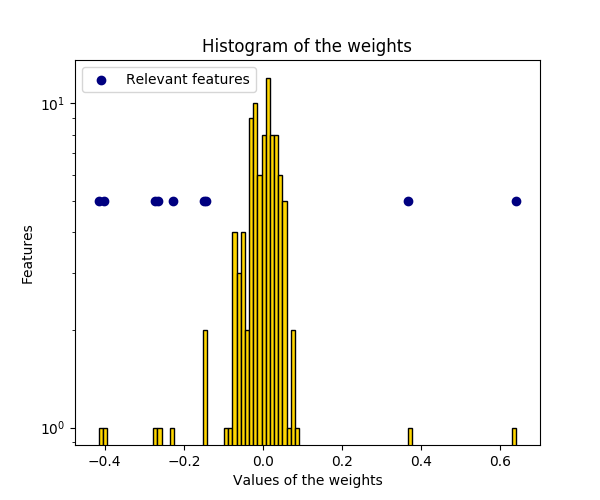 Histogram of the weights
Relevant features
10¹
10⁰
Features
−0.4 −0.2 0.0 0.2 0.4 0.6
Values of the weights